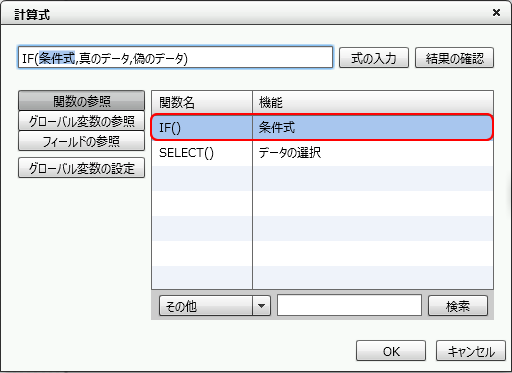 計算式
IF(条件式,真のデータ,偽のデータ)
式の入力
結果の確認
関数の参照
グローバル変数の参照
フィールドの参照
グローバル変数の設定
関数名 機能
IF() 条件式
SELECT() データの選択
その他
検索
OK
キャンセル